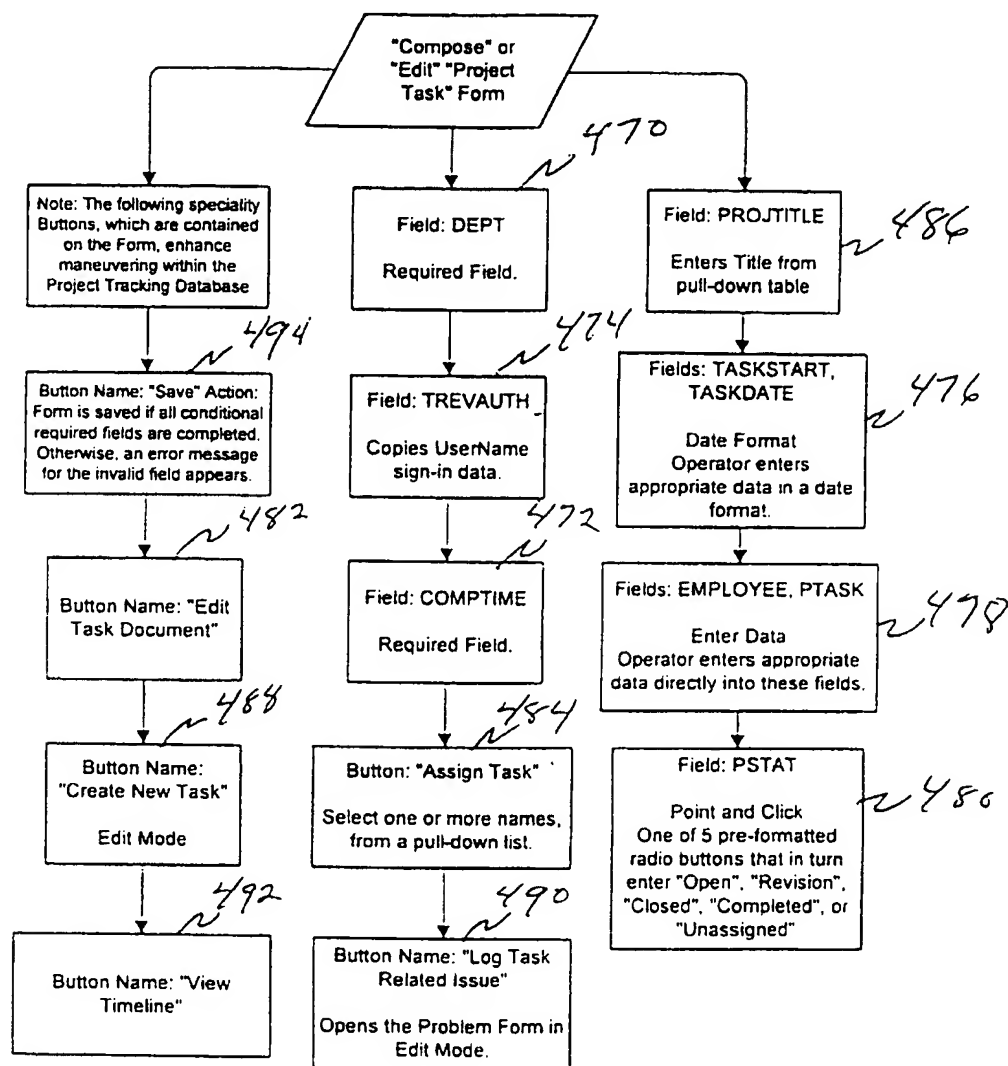 "Compose" or
"Edit" "Project
Task" Form
Note: The following speciality
Buttons, which are contained
on the Form, enhance
maneuvering within the
Project Tracking Database
494
Button Name: "Save" Action:
Form is saved if all conditional
required fields are completed.
Otherwise, an error message
for the invalid field appears.
482
Button Name: "Edit
Task Document"
488
Button Name:
"Create New Task"
Edit Mode
492
Button Name: "View
Timeline"
470
Field: DEPT
Required Field.
474
Field: TREVAUTH
Copies UserName
sign-in data.
472
Field: COMPTIME
Required Field.
484
Button: "Assign Task"
Select one or more names,
from a pull-down list.
490
Button Name: "Log Task
Related Issue"
Opens the Problem Form in
Edit Mode.
486
Field: PROJTITLE
Enters Title from
pull-down table
476
Fields: TASKSTART,
TASKDATE
Date Format
Operator enters
appropriate data in a date
format.
478
Fields: EMPLOYEE, PTASK
Enter Data
Operator enters appropriate
data directly into these fields.
480
Field: PSTAT
Point and Click
One of 5 pre-formatted
radio buttons that in turn
enter "Open", "Revision",
"Closed", "Completed", or
"Unassigned"